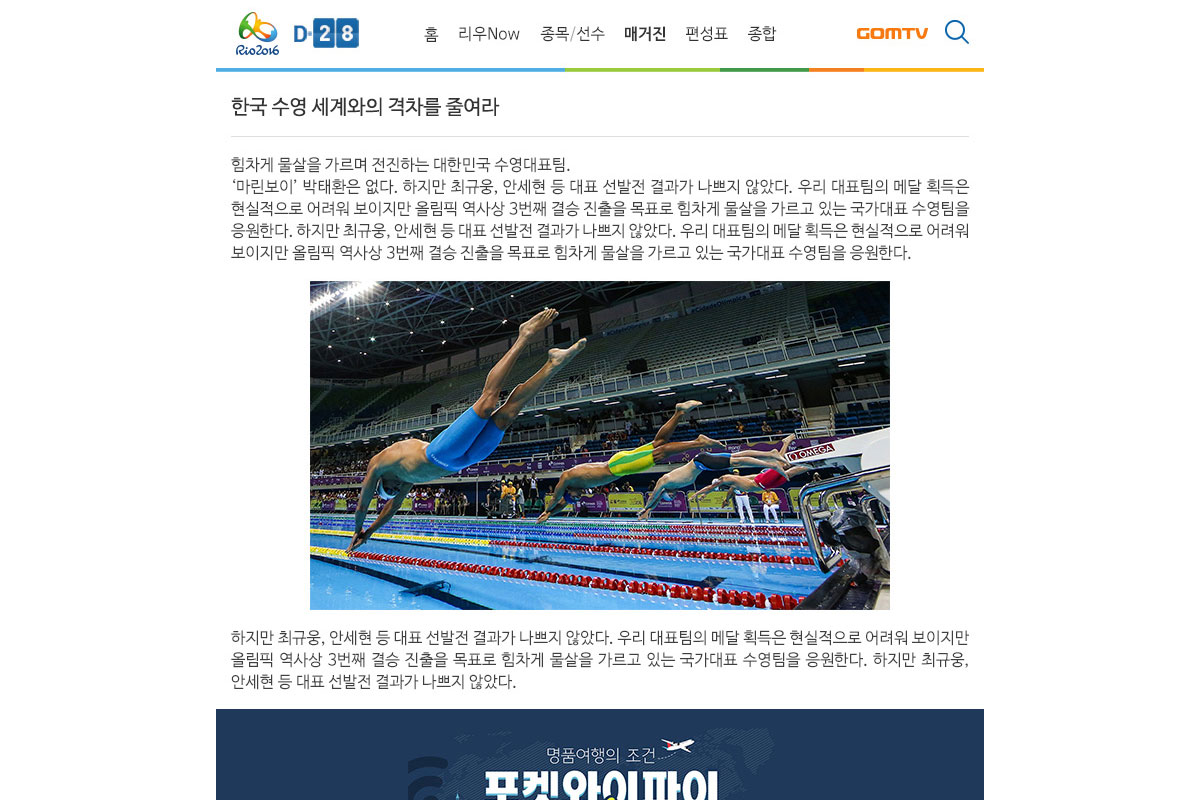 Rio2016
D-28
홈 리우Now 종목/선수 매거진 편성표 종합
GOMTV
한국 수영 세계와의 격차를 줄여라
힘차게 물살을 가르며 전진하는 대한민국 수영대표팀.
‘마린보이’ 박태환은 없다. 하지만 최규웅, 안세현 등 대표 선발전 결과가 나쁘지 않았다. 우리 대표팀의 메달 획득은
현실적으로 어려워 보이지만 올림픽 역사상 3번째 결승 진출을 목표로 힘차게 물살을 가르고 있는 국가대표 수영팀을
응원한다. 하지만 최규웅, 안세현 등 대표 선발전 결과가 나쁘지 않았다. 우리 대표팀의 메달 획득은 현실적으로 어려워
보이지만 올림픽 역사상 3번째 결승 진출을 목표로 힘차게 물살을 가르고 있는 국가대표 수영팀을 응원한다.
OMEGA
하지만 최규웅, 안세현 등 대표 선발전 결과가 나쁘지 않았다. 우리 대표팀의 메달 획득은 현실적으로 어려워 보이지만
올림픽 역사상 3번째 결승 진출을 목표로 힘차게 물살을 가르고 있는 국가대표 수영팀을 응원한다. 하지만 최규웅,
안세현 등 대표 선발전 결과가 나쁘지 않았다.
명품여행의 조건
포켓와이파이